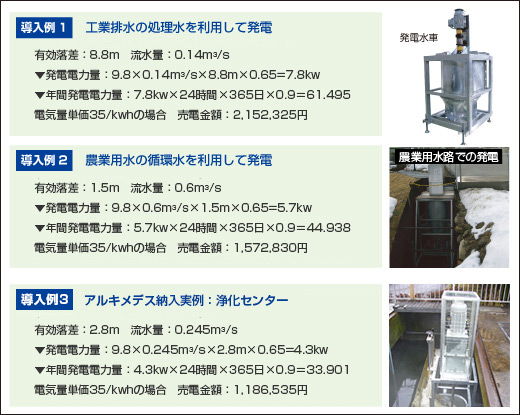 導入例 1 工業排水の処理水を利用して発電
有効落差：8.8m 流水量：0.14m³/s
▼発電電力量：9.8×0.14m³/s×8.8m×0.65=7.8kw
▼年間発電電力量：7.8kw×24時間×365日×0.9=61.495
電気量単価35/kwhの場合 売電金額：2,152,325円
発電水車
導入例 2 農業用水の循環水を利用して発電
有効落差：1.5m 流水量：0.6m³/s
▼発電電力量：9.8×0.6m³/s×1.5m×0.65=5.7kw
▼年間発電電力量：5.7kw×24時間×365日×0.9=44.938
電気量単価35/kwhの場合 売電金額：1,572,830円
農業用水路での発電
導入例3 アルキメデス納入実例：浄化センター
有効落差：2.8m 流水量：0.245m³/s
▼発電電力量：9.8×0.245m³/s×2.8m×0.65=4.3kw
▼年間発電電力量：4.3kw×24時間×365日×0.9=33.901
電気量単価35/kwhの場合 売電金額：1,186,535円